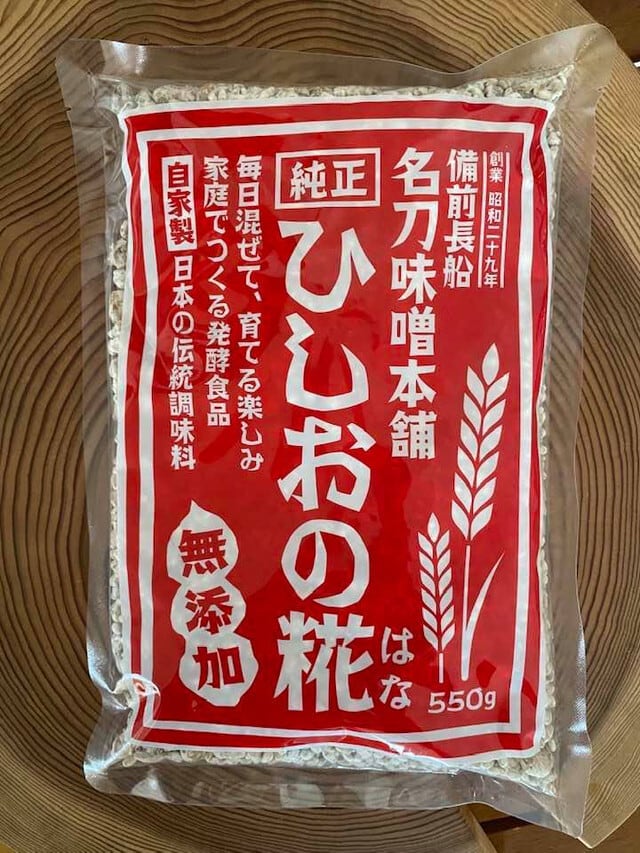 創業 昭和二十九年
備前長船
名刀味噌本舗
純正
ひしおの糀
はな
550g
毎日混ぜて、育てる楽しみ
家庭でつくる発酵食品
自家製 日本の伝統調味料
無添加